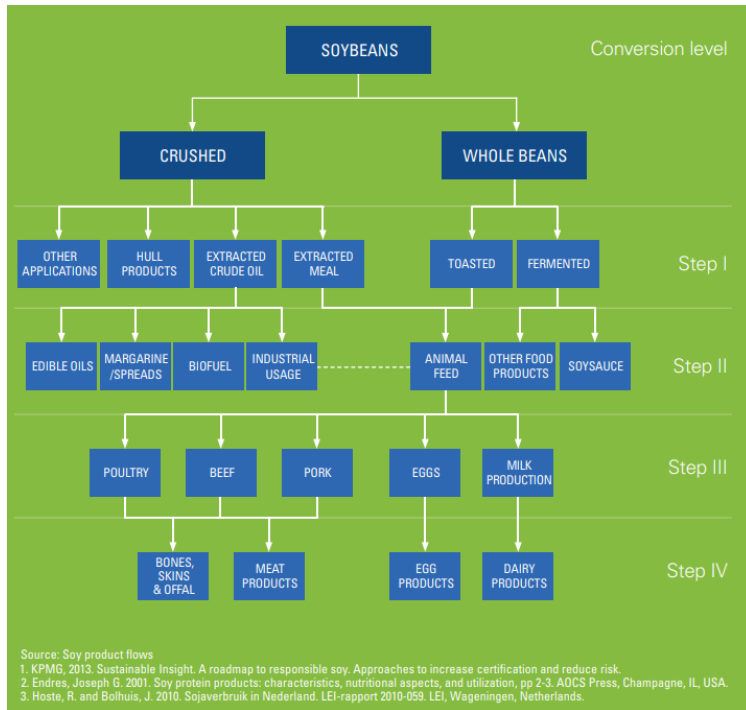 SOYBEANS
Conversion level
CRUSHED
WHOLE BEANS
OTHER
APPLICATIONS
HULL
PRODUCTS
EXTRACTED
CRUDE OIL
EXTRACTED
MEAL
TOASTED
FERMENTED
Step I
EDIBLE OILS
MARGARINE
/SPREADS
BIOFUEL
INDUSTRIAL
USAGE
ANIMAL
FEED
OTHER FOOD
PRODUCTS
SOYSAUCE
Step II
POULTRY
BEEF
PORK
EGGS
MILK
PRODUCTION
Step III
BONES,
SKINS
& OFFAL
MEAT
PRODUCTS
EGG
PRODUCTS
DAIRY
PRODUCTS
Step IV
Source: Soy product flows
1. KPMG, 2013. Sustainable Insight. A roadmap to responsible soy. Approaches to increase certification and reduce risk.
2. Endres, Joseph G. 2001. Soy protein products: characteristics, nutritional aspects, and utilization, pp 2-3. AOCS Press, Champagne, IL, USA.
3. Hoste, R. and Bolhuis, J. 2010. Sojaverbruik in Nederland. LEI-rapport 2010-059. LEI, Wageningen, Netherlands.